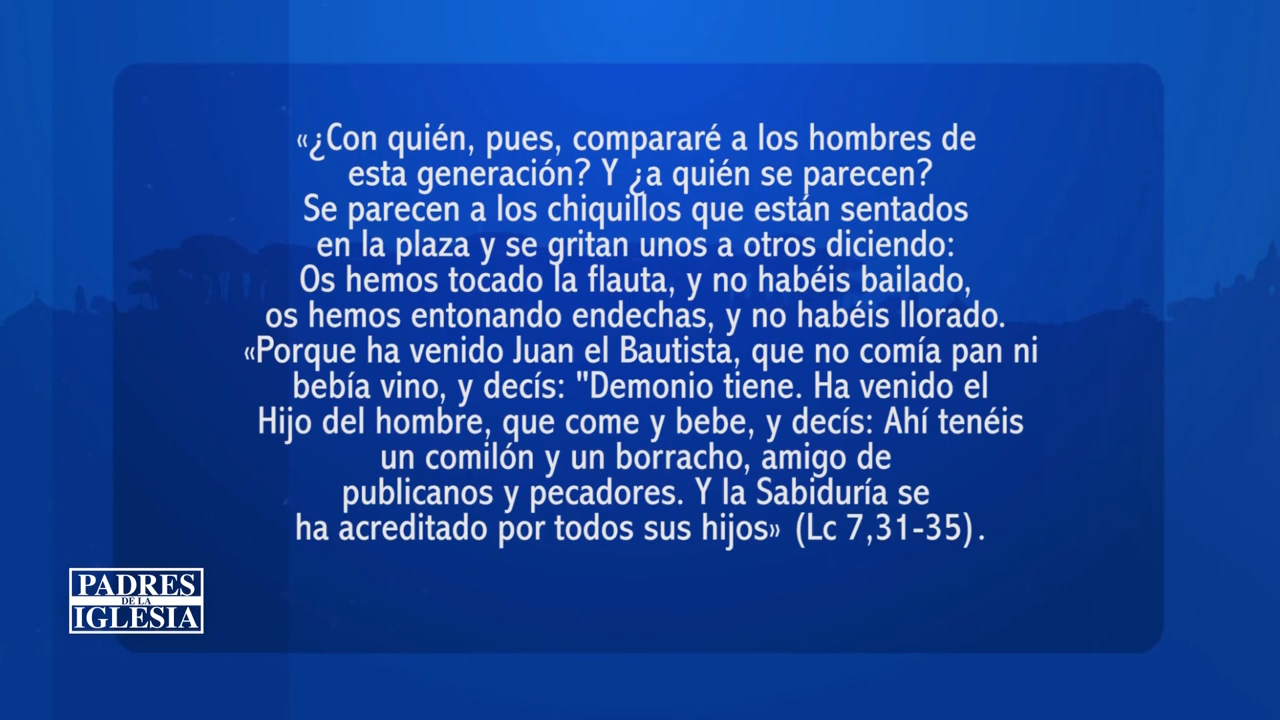 «¿Con quién, pues, compararé a los hombres de
esta generación? Y ¿a quién se parecen?
Se parecen a los chiquillos que están sentados
en la plaza y se gritan unos a otros diciendo:
Os hemos tocado la flauta, y no habéis bailado,
os hemos entonando endechas, y no habéis llorado.
«Porque ha venido Juan el Bautista, que no comía pan ni
bebía vino, y decís: "Demonio tiene. Ha venido el
Hijo del hombre, que come y bebe, y decís: Ahí tenéis
un comilón y un borracho, amigo de
publicanos y pecadores. Y la Sabiduría se
ha acreditado por todos sus hijos» (Lc 7,31-35).
PADRES
DE LA
IGLESIA